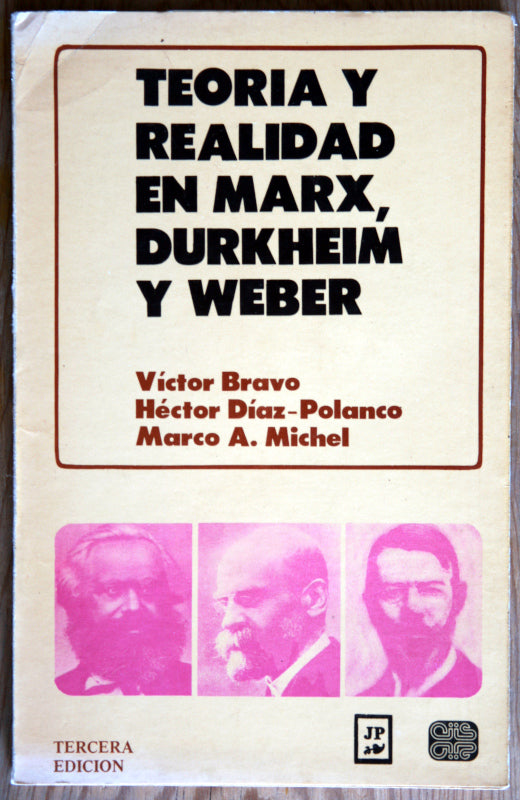 TEORIA Y
REALIDAD
EN MARX,
DURKHEIM
Y WEBER
Víctor Bravo
Héctor Díaz-Polanco
Marco A. Michel
TERCERA
EDICION
JP